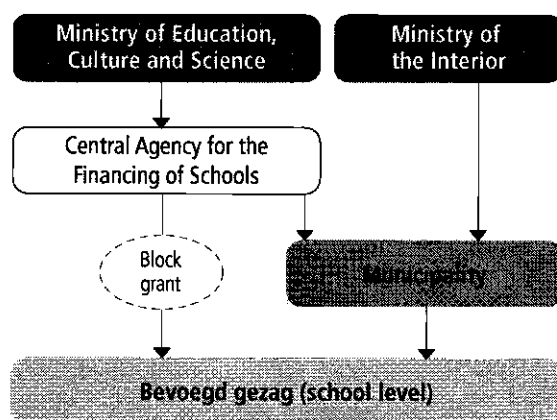 Ministry of Education,
Culture and Science
Ministry of
the Interior
Central Agency for the
Financing of Schools
Block
grant
Municipality
Bevoegd gezag (school level)